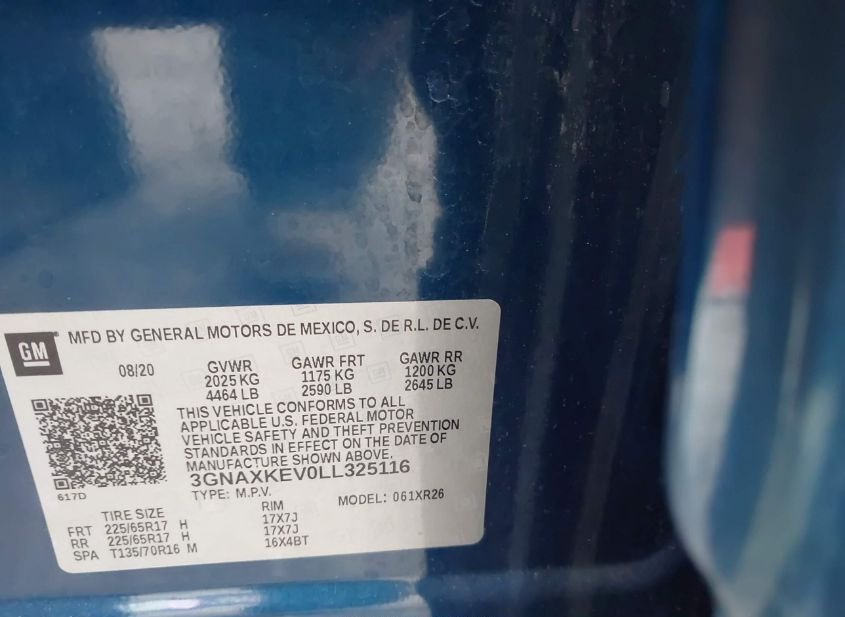 GM
MFD BY GENERAL MOTORS DE MEXICO, S. DE R.L. DE C.V.
08/20 GVWR GAWR FRT GAWR RR
2025 KG 1175 KG 1200 KG
4464 LB 2590 LB 2645 LB
THIS VEHICLE CONFORMS TO ALL
APPLICABLE U.S. FEDERAL MOTOR
VEHICLE SAFETY AND THEFT PREVENTION
STANDARDS IN EFFECT ON THE DATE OF
MANUFACTURE SHOWN ABOVE.
3GNAXKEV0LL325116
617D
TYPE: M.P.V. MODEL: 061XR26
TIRE SIZE RIM
FRT 225/65R17 H 17X7J
RR 225/65R17 H 17X7J
SPA T135/70R16 M 16X4BT